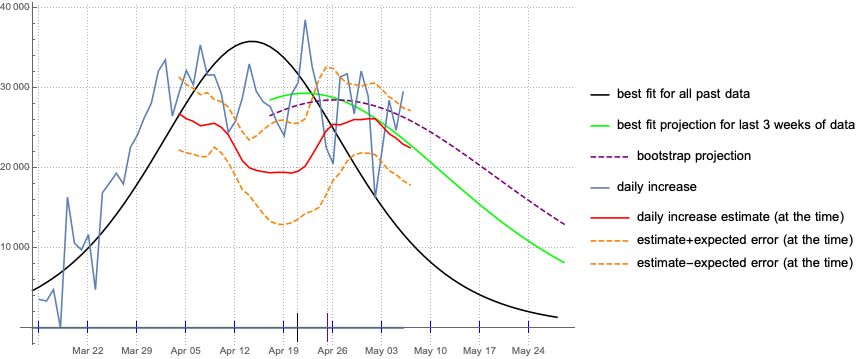 40 000
30 000
20 000
10 000
Mar 22 Mar 29 Apr 05 Apr 12 Apr 19 Apr 26 May 03 May 10 May 17 May 24
best fit for all past data
best fit projection for last 3 weeks of data
bootstrap projection
daily increase
daily increase estimate (at the time)
estimate+expected error (at the time)
estimate−expected error (at the time)